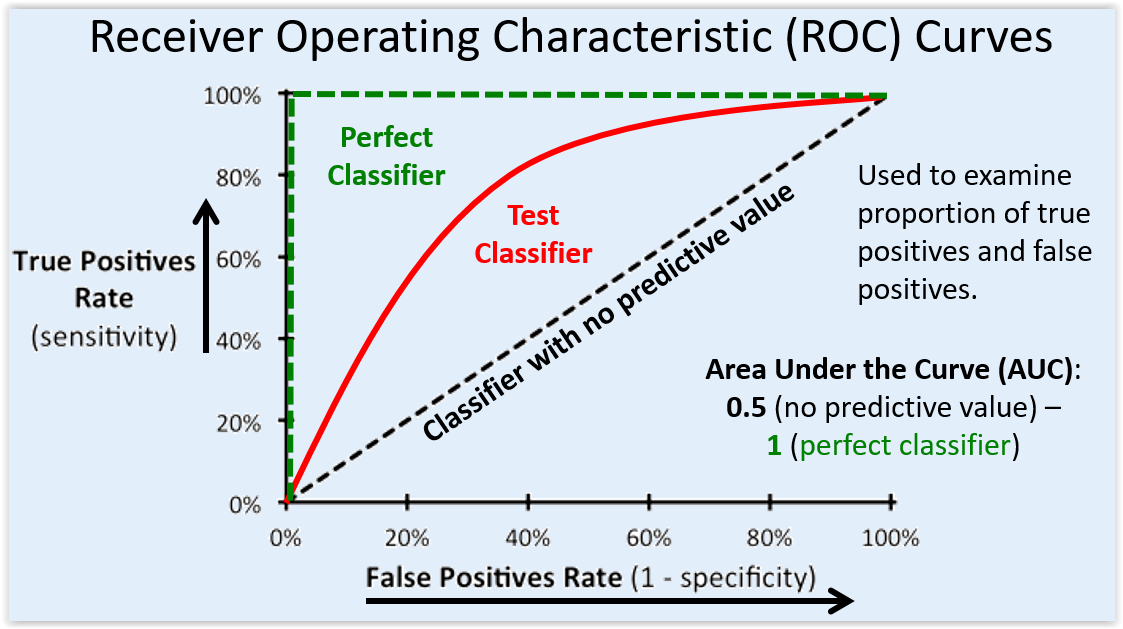 Receiver Operating Characteristic (ROC) Curves
100%
80%
60%
40%
20%
0%
True Positives
Rate
(sensitivity)
Perfect
Classifier
Test
Classifier
Classifier with no predictive value
Used to examine
proportion of true
positives and false
positives.
Area Under the Curve (AUC):
0.5 (no predictive value) –
1 (perfect classifier)
0% 20% 40% 60% 80% 100%
False Positives Rate (1 - specificity)